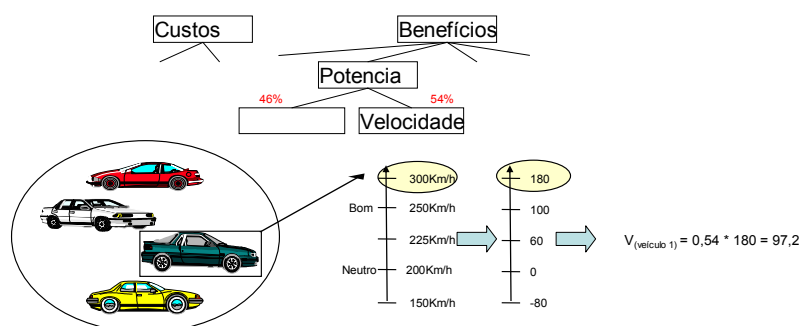 Custos
Benefícios
Potencia
46%
54%
Velocidade
300Km/h
180
Bom
250Km/h
100
225Km/h
60
V(veículo 1) = 0,54 * 180 = 97,2
Neutro
200Km/h
0
150Km/h
-80